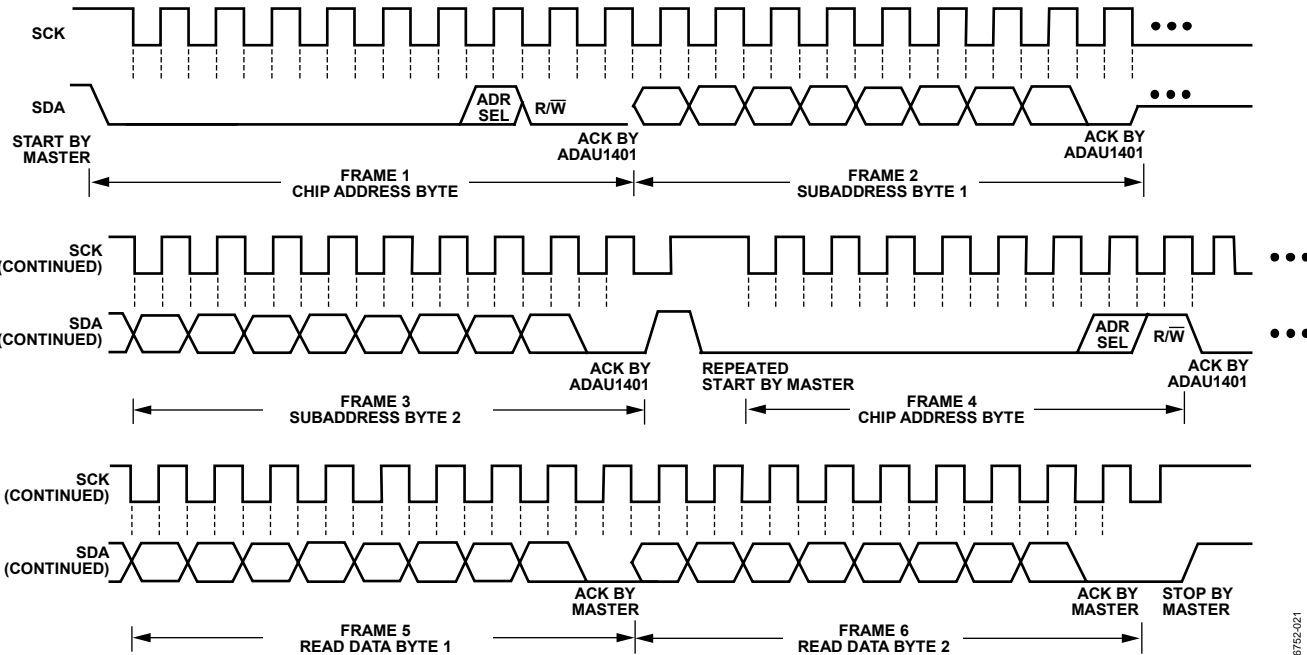 SCK
SDA
ADR
SEL
R/W̅
START BY
MASTER
ACK BY
ADAU1401
ACK BY
ADAU1401
FRAME 1
CHIP ADDRESS BYTE
FRAME 2
SUBADDRESS BYTE 1
SCK
(CONTINUED)
SDA
(CONTINUED)
ADR
SEL
R/W̅
ACK BY
ADAU1401
REPEATED
START BY MASTER
ACK BY
ADAU1401
FRAME 3
SUBADDRESS BYTE 2
FRAME 4
CHIP ADDRESS BYTE
SCK
(CONTINUED)
SDA
(CONTINUED)
ACK BY
MASTER
ACK BY
MASTER
STOP BY
MASTER
FRAME 5
READ DATA BYTE 1
FRAME 6
READ DATA BYTE 2
6752-021